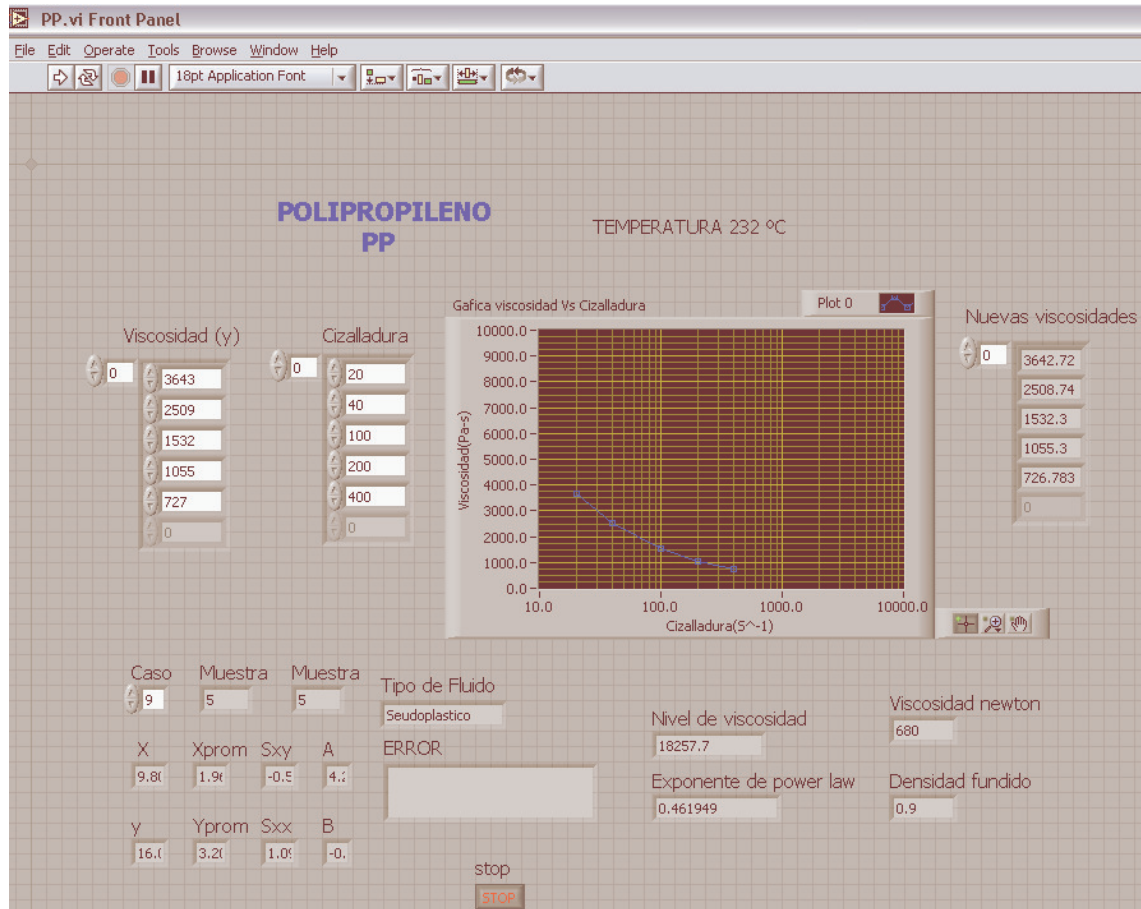 PP.vi Front Panel
File Edit Operate Tools Browse Window Help
18pt Application Font
POLIPROPILENO
PP
TEMPERATURA 232 ºC
Viscosidad (y)
0
3643
2509
1532
1055
727
0
Cizalladura
0
20
40
100
200
400
0
Gafica viscosidad Vs Cizalladura
Plot 0
Viscosidad(Pa-s)
10000.0
9000.0
8000.0
7000.0
6000.0
5000.0
4000.0
3000.0
2000.0
1000.0
0.0
10.0 100.0 1000.0 10000.0
Cizalladura(S^-1)
Nuevas viscosidades
0
3642.72
2508.74
1532.3
1055.3
726.783
0
Caso Muestra Muestra
9 5 5
Tipo de Fluido
Seudoplastico
X Xprom Sxy A
-0.5
ERROR
y Yprom Sxx B
-0.
Nivel de viscosidad
18257.7
Viscosidad newton
680
Exponente de power law
0.461949
Densidad fundido
0.9
stop
STOP